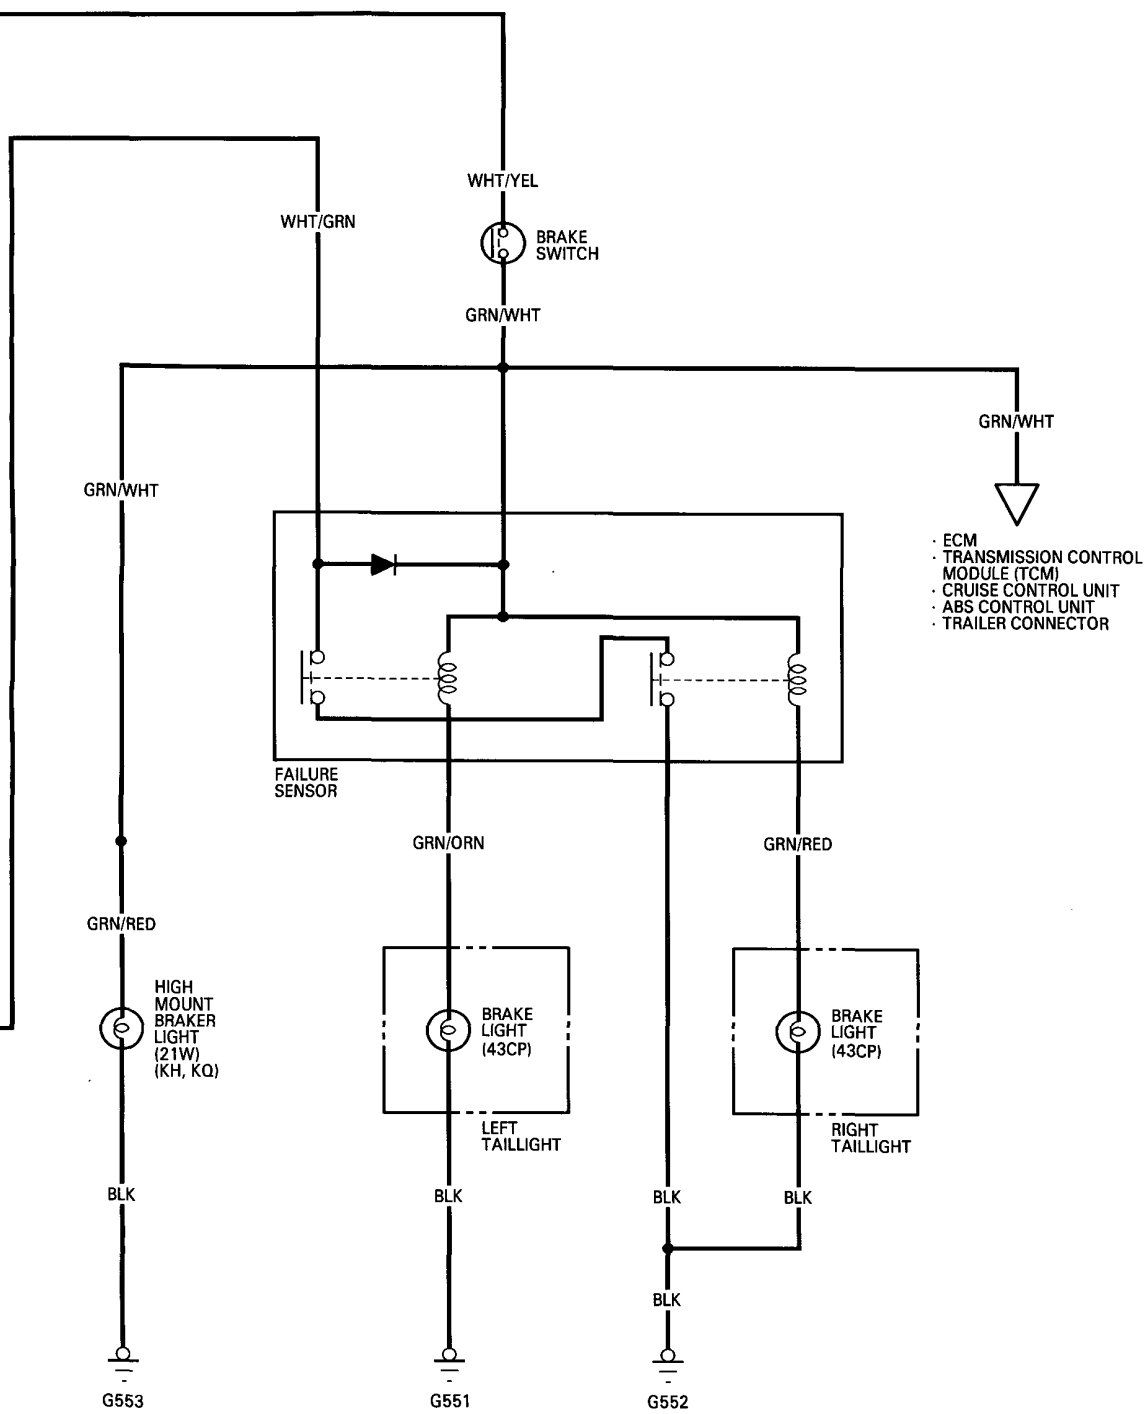 WHT/YEL
WHT/GRN
BRAKE
SWITCH
GRN/WHT
GRN/WHT
GRN/WHT
· ECM
· TRANSMISSION CONTROL
MODULE (TCM)
· CRUISE CONTROL UNIT
· ABS CONTROL UNIT
· TRAILER CONNECTOR
FAILURE
SENSOR
GRN/ORN
GRN/RED
GRN/RED
HIGH
MOUNT
BRAKER
LIGHT
(21W)
(KH, KQ)
BRAKE
LIGHT
(43CP)
BRAKE
LIGHT
(43CP)
LEFT
TAILLIGHT
RIGHT
TAILLIGHT
BLK
BLK
BLK
BLK
BLK
G553
G551
G552